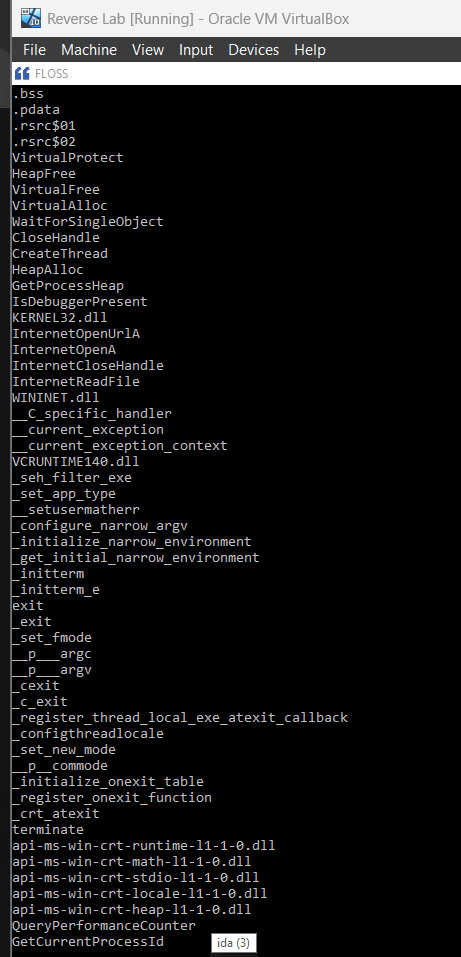 Reverse Lab [Running] - Oracle VM VirtualBox
File Machine View Input Devices Help
FLOSS
.bss
.pdata
.rsrc$01
.rsrc$02
VirtualProtect
HeapFree
VirtualFree
VirtualAlloc
WaitForSingleObject
CloseHandle
CreateThread
HeapAlloc
GetProcessHeap
IsDebuggerPresent
KERNEL32.dll
InternetOpenUrlA
InternetOpenA
InternetCloseHandle
InternetReadFile
WININET.dll
__C_specific_handler
__current_exception
__current_exception_context
VCRUNTIME140.dll
_seh_filter_exe
_set_app_type
__setusermatherr
_configure_narrow_argv
_initialize_narrow_environment
_get_initial_narrow_environment
_initterm
_initterm_e
exit
_exit
_set_fmode
__p___argc
__p___argv
_cexit
_c_exit
_register_thread_local_exe_atexit_callback
_configthreadlocale
_set_new_mode
__p__commode
_initialize_onexit_table
_register_onexit_function
_crt_atexit
terminate
api-ms-win-crt-runtime-l1-1-0.dll
api-ms-win-crt-math-l1-1-0.dll
api-ms-win-crt-stdio-l1-1-0.dll
api-ms-win-crt-locale-l1-1-0.dll
api-ms-win-crt-heap-l1-1-0.dll
QueryPerformanceCounter
GetCurrentProcessId
ida (3)